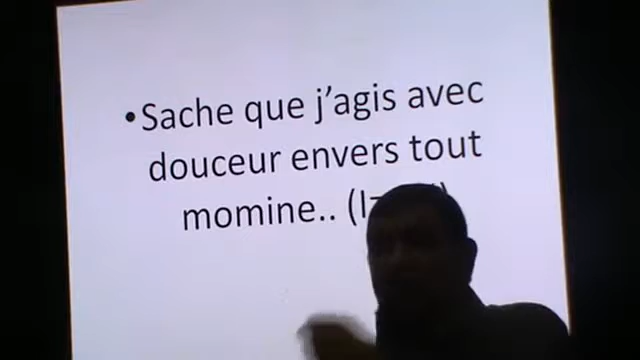 •Sache que j'agis avec
douceur envers tout
momine..